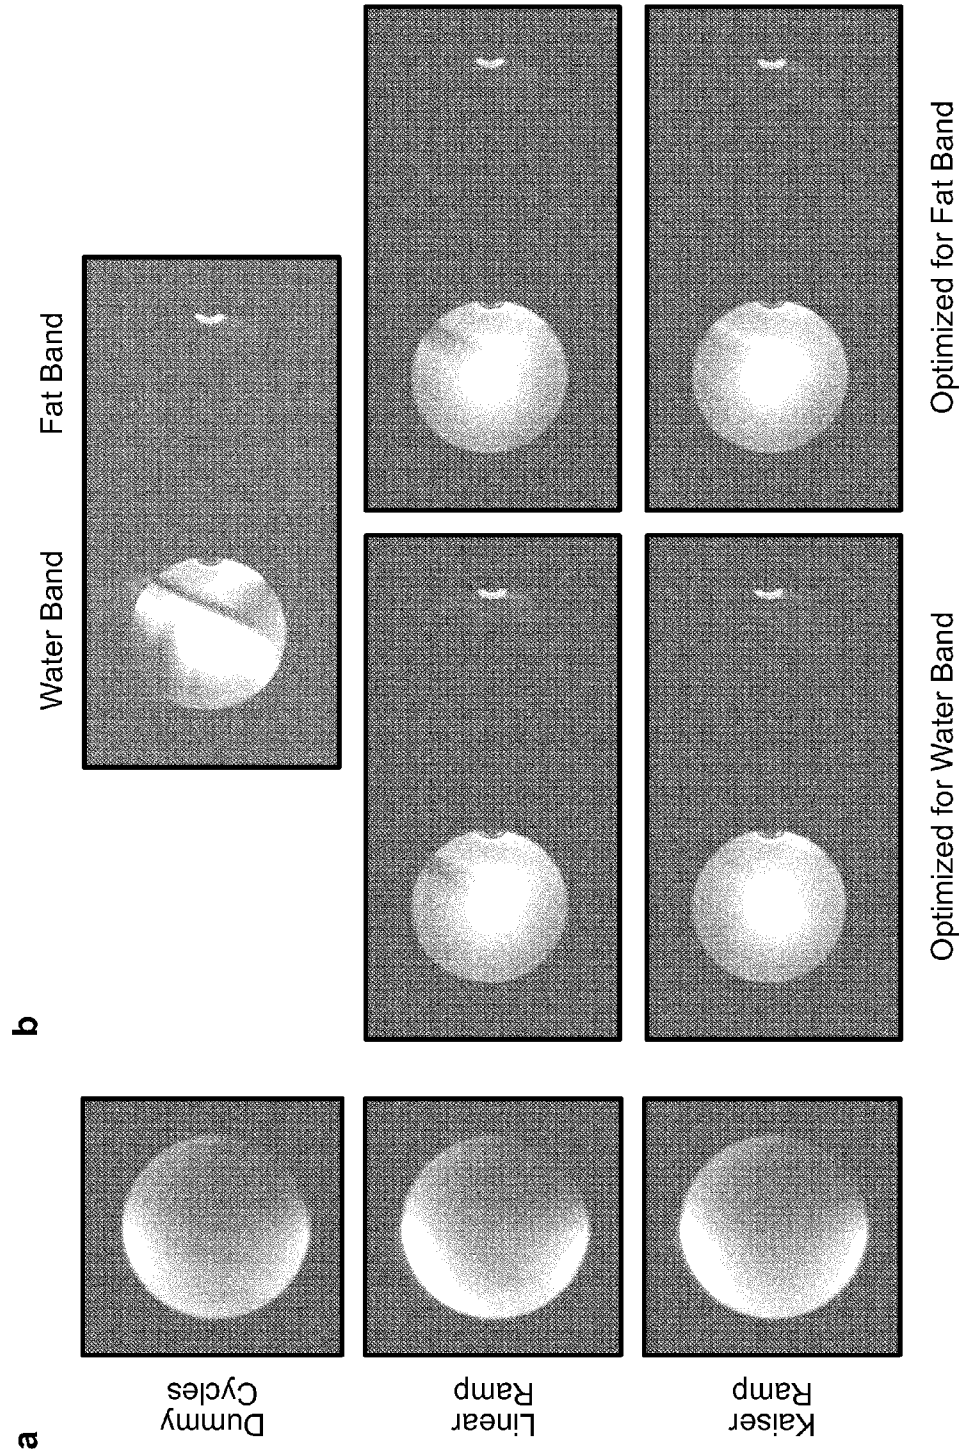 a
b
Water Band
Fat Band
Dummy
Cycles
Linear
Ramp
Kaiser
Ramp
Optimized for Water Band
Optimized for Fat Band